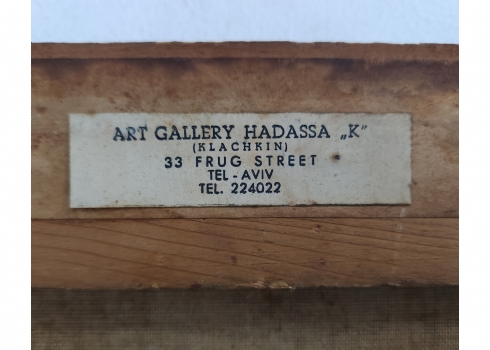 ART GALLERY HADASSA „K”
(KLACHKIN)
33 FRUG STREET
TEL - AVIV
TEL. 224022